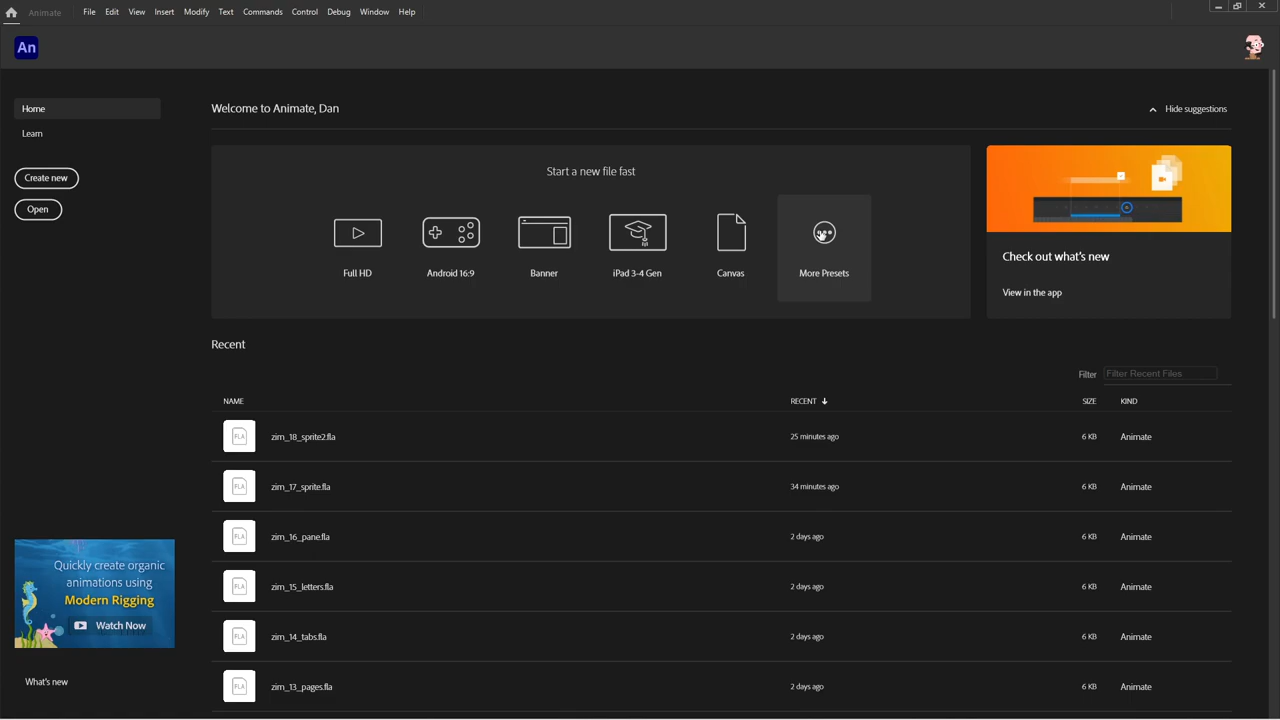 Animate File Edit View Insert Modify Text Commands Control Debug Window Help
An
Home
Learn
Create new
Open
Welcome to Animate, Dan
Hide suggestions
Start a new file fast
Full HD Android 16:9 Banner iPad 3-4 Gen Canvas More Presets
Check out what's new
View in the app
Recent
Filter Filter Recent Files
NAME RECENT SIZE KIND
FLA zim_18_sprite2.fla 25 minutes ago 6 KB Animate
FLA zim_17_sprite.fla 34 minutes ago 6 KB Animate
FLA zim_16_pane.fla 2 days ago 6 KB Animate
FLA zim_15_letters.fla 2 days ago 6 KB Animate
FLA zim_14_tabs.fla 2 days ago 6 KB Animate
FLA zim_13_pages.fla 2 days ago 6 KB Animate
Quickly create organic
animations using
Modern Rigging
Watch Now
What's new